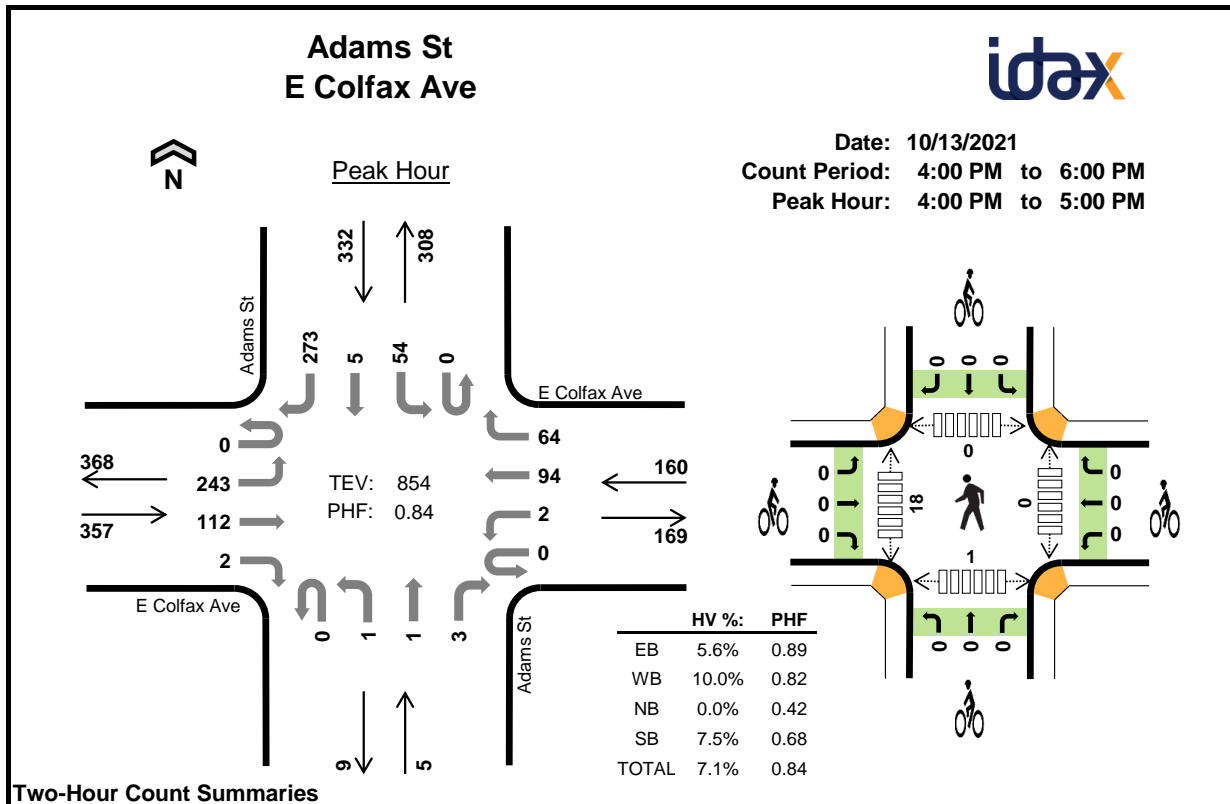 Adams St
E Colfax Ave
idax
Date: 10/13/2021
Count Period: 4:00 PM to 6:00 PM
Peak Hour: 4:00 PM to 5:00 PM
N
Peak Hour
332
308
Adams St
273
5
54
0
E Colfax Ave
0
243
112
2
368
357
TEV: 854
PHF: 0.84
64
94
2
0
160
169
E Colfax Ave
0
1
1
3
Adams St
9
5
HV %: PHF
EB 5.6% 0.89
WB 10.0% 0.82
NB 0.0% 0.42
SB 7.5% 0.68
TOTAL 7.1% 0.84
0
0
0
0
0
0
0
18
0
0
0
0
0
1
0
0
0
Two-Hour Count Summaries